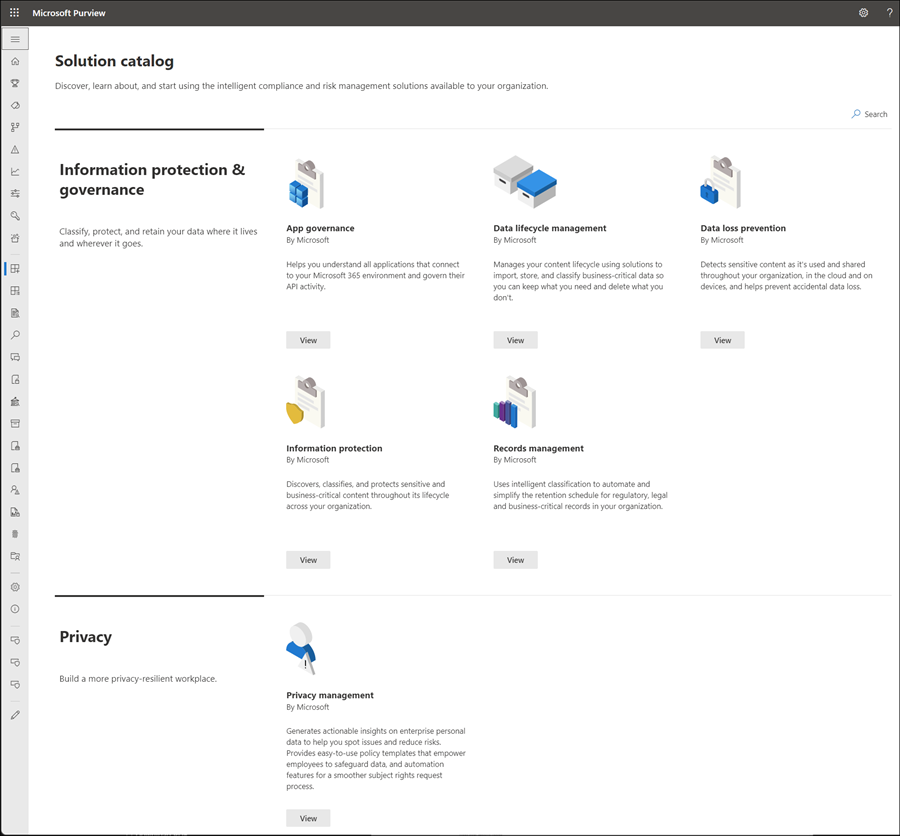 Microsoft Purview
?
Solution catalog
Discover, learn about, and start using the intelligent compliance and risk management solutions available to your organization.
Search
Information protection &
governance
Classify, protect, and retain your data where it lives
and wherever it goes.
App governance
By Microsoft
Helps you understand all applications that connect
to your Microsoft 365 environment and govern their
API activity.
View
Data lifecycle management
By Microsoft
Manages your content lifecycle using solutions to
import, store, and classify business-critical data so
you can keep what you need and delete what you
don't.
View
Data loss prevention
By Microsoft
Detects sensitive content as it's used and shared
throughout your organization, in the cloud and on
devices, and helps prevent accidental data loss.
View
Information protection
By Microsoft
Discovers, classifies, and protects sensitive and
business-critical content throughout its lifecycle
across your organization.
View
Records management
By Microsoft
Uses intelligent classification to automate and
simplify the retention schedule for regulatory, legal
and business-critical records in your organization.
View
Privacy
Build a more privacy-resilient workplace.
Privacy management
By Microsoft
Generates actionable insights on enterprise personal
data to help you spot issues and reduce risks.
Provides easy-to-use policy templates that empower
employees to safeguard data, and automation
features for a smoother subject rights request
process.
View